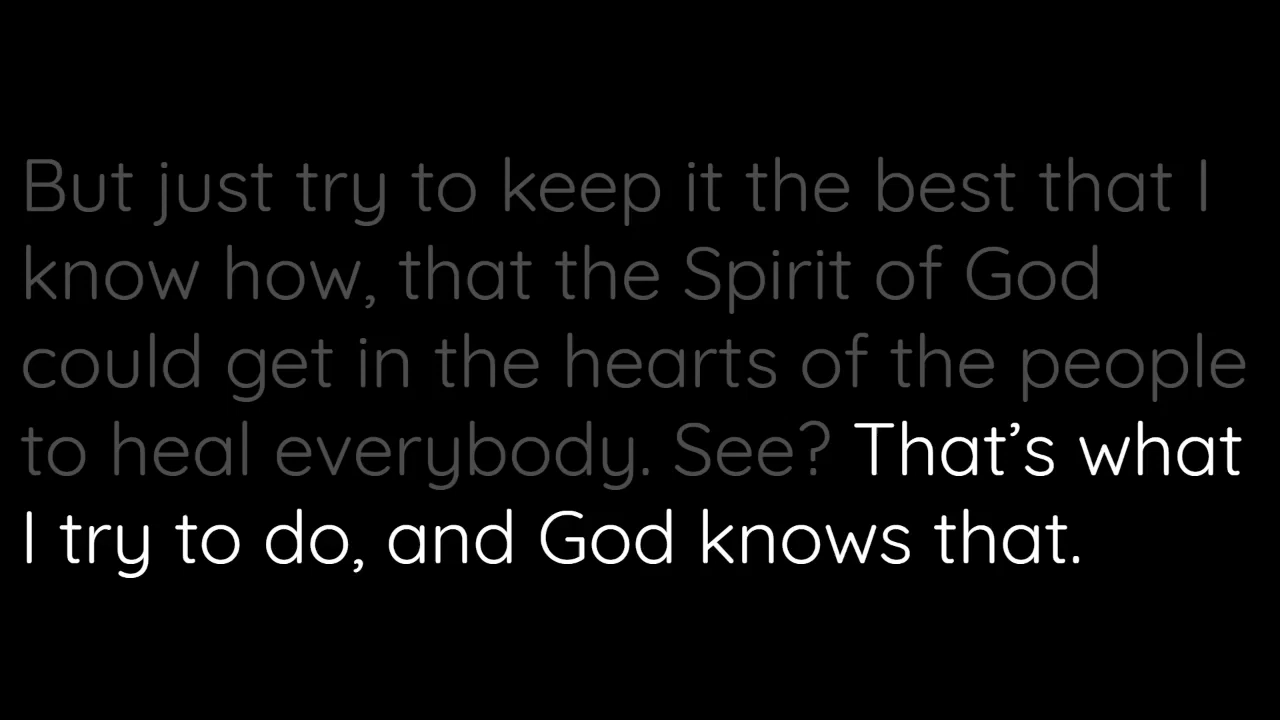 But just try to keep it the best that I
know how, that the Spirit of God
could get in the hearts of the people
to heal everybody. See? That’s what
I try to do, and God knows that.